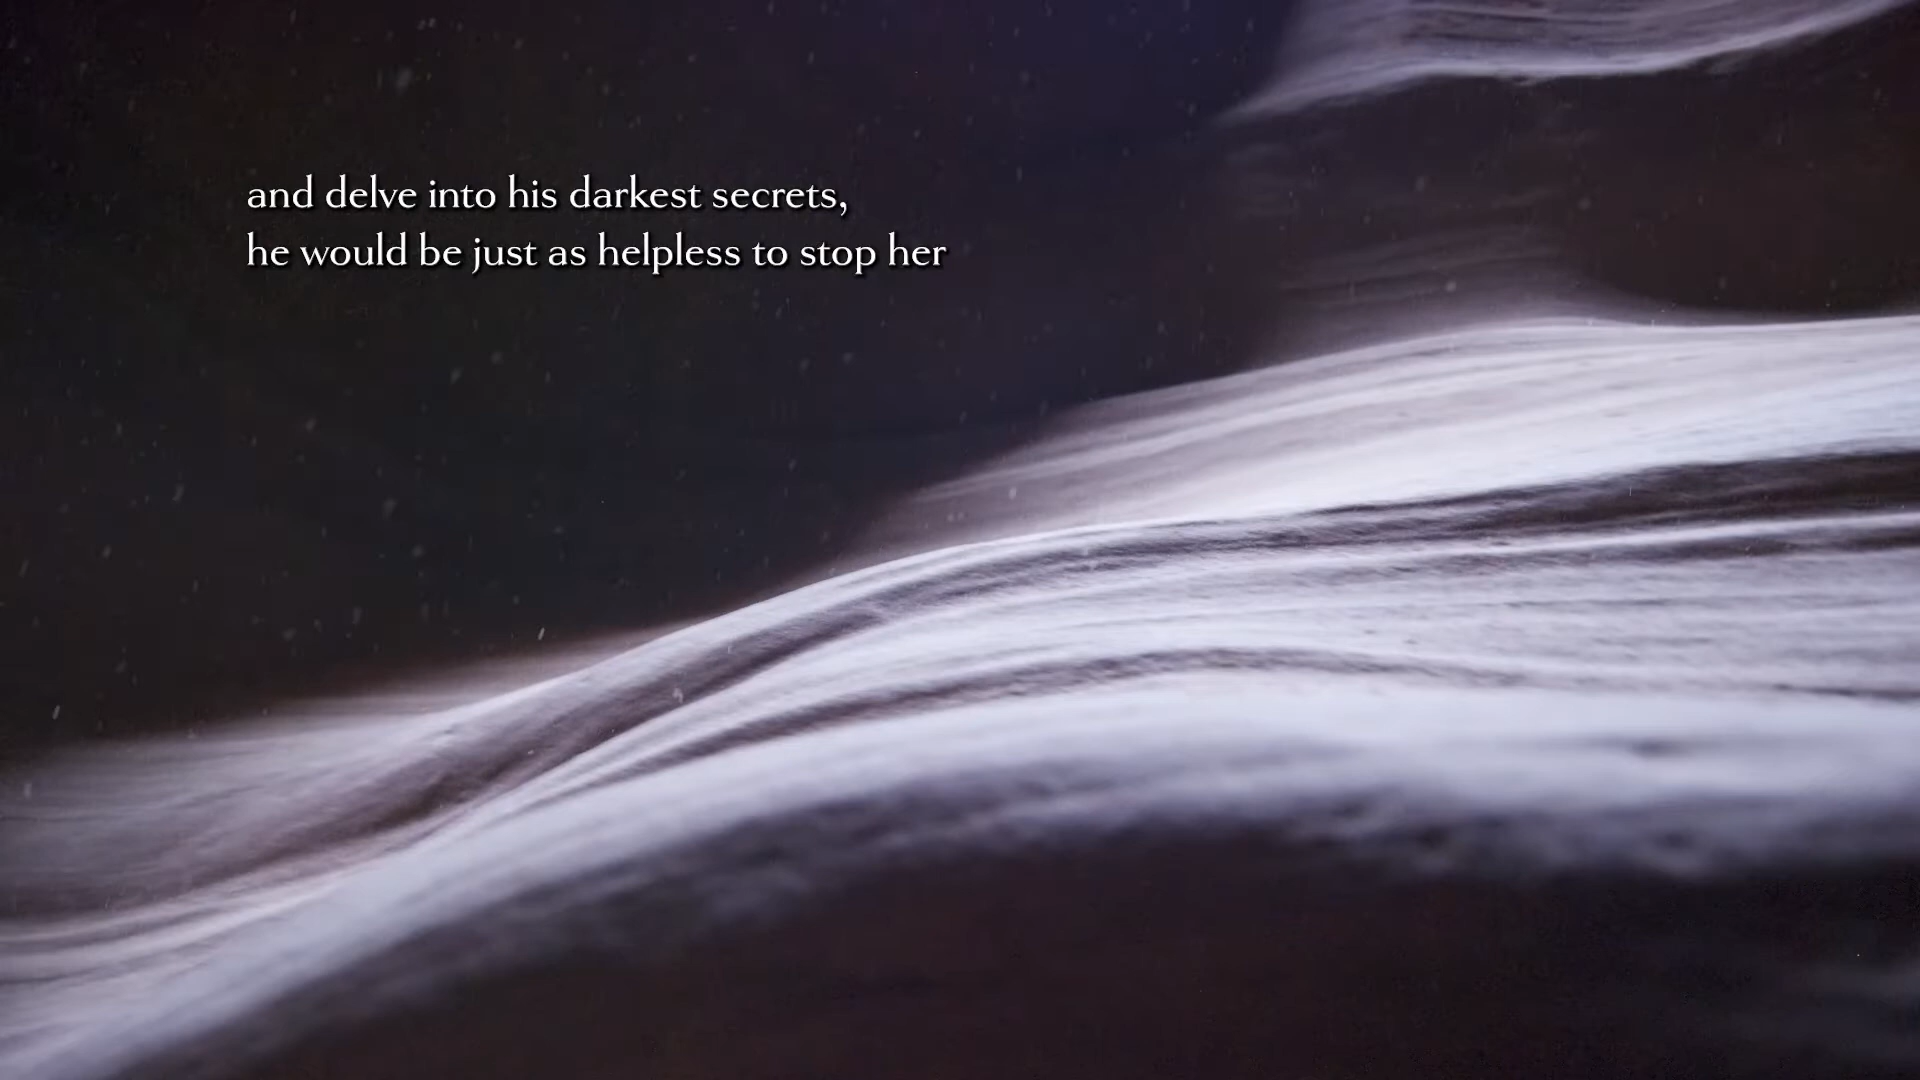 and delve into his darkest secrets,
he would be just as helpless to stop her